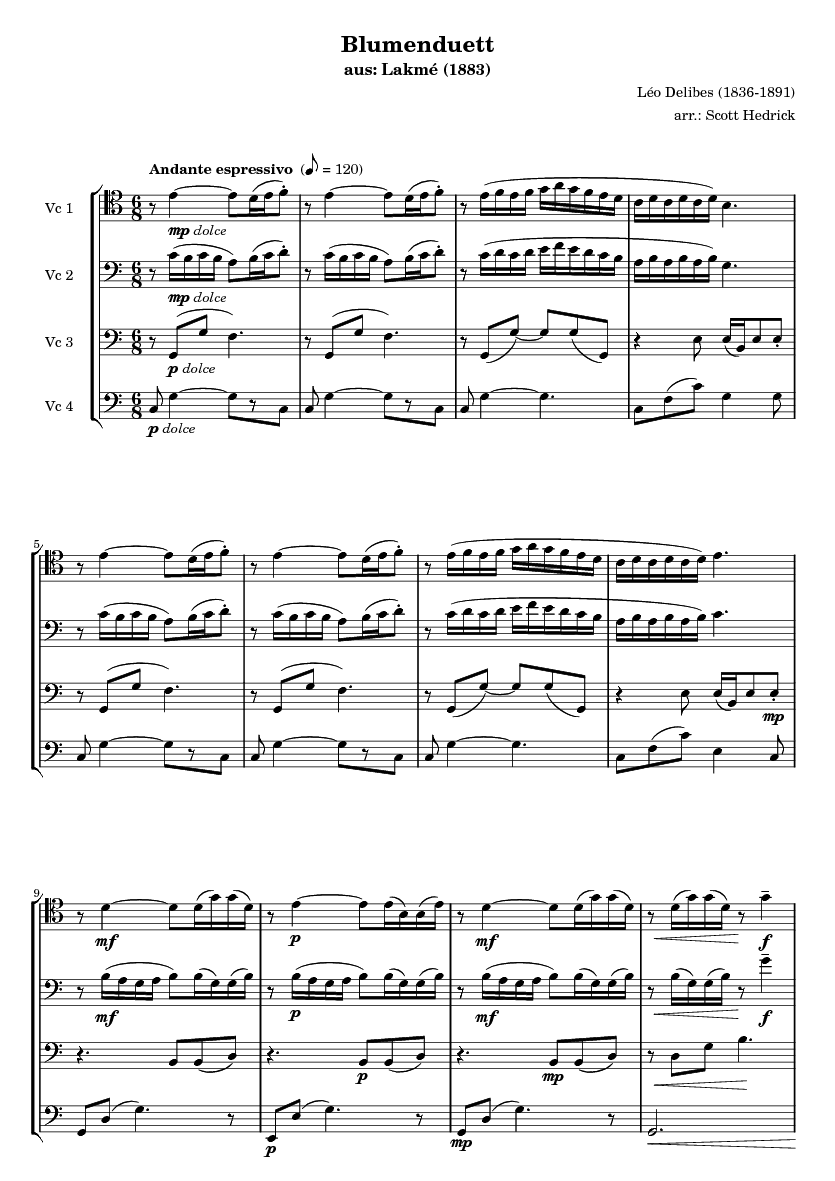 Blumenduett
aus: Lakmé (1883)
Léo Delibes (1836-1891)
arr.: Scott Hedrick
Andante espressivo (♪ = 120)
Vc 1
mp dolce
Vc 2
mp dolce
Vc 3
p dolce
Vc 4
p dolce
5
mp
9
mf p mf f
mf p mf f
p mp
p mp